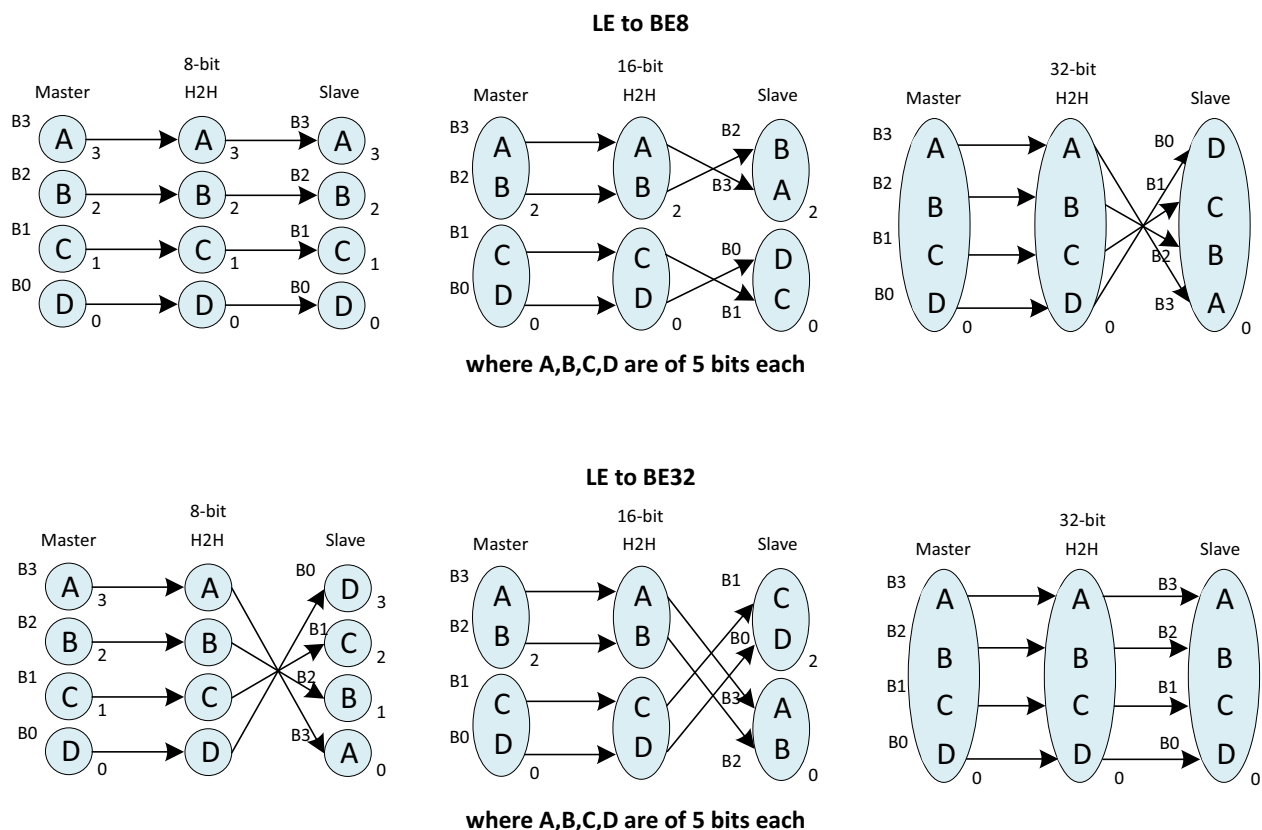 LE to BE8
8-bit
Master H2H Slave
B3 A 3 A 3 B3 A 3
B2 B 2 B 2 B2 B 2
B1 C 1 C 1 B1 C 1
B0 D 0 D 0 B0 D 0
16-bit
Master H2H Slave
B3 A A B2 B
B2 B 2 B 2 B3 A 2
B1 C C B0 D
B0 D 0 D 0 B1 C 0
32-bit
Master H2H Slave
B3 A A B0 D
B2 B B B1 C
B1 C C B2 B
B0 D 0 D 0 B3 A 0
where A,B,C,D are of 5 bits each
LE to BE32
8-bit
Master H2H Slave
B3 A 3 A B0 D 3
B2 B 2 B B1 C 2
B1 C 1 C B2 B 1
B0 D 0 D B3 A 0
16-bit
Master H2H Slave
B3 A A B1 C
B2 B 2 B B0 D 2
B1 C C B3 A
B0 D 0 D B2 B 0
32-bit
Master H2H Slave
B3 A A B3 A
B2 B B B2 B
B1 C C B1 C
B0 D 0 D 0 B0 D 0
where A,B,C,D are of 5 bits each